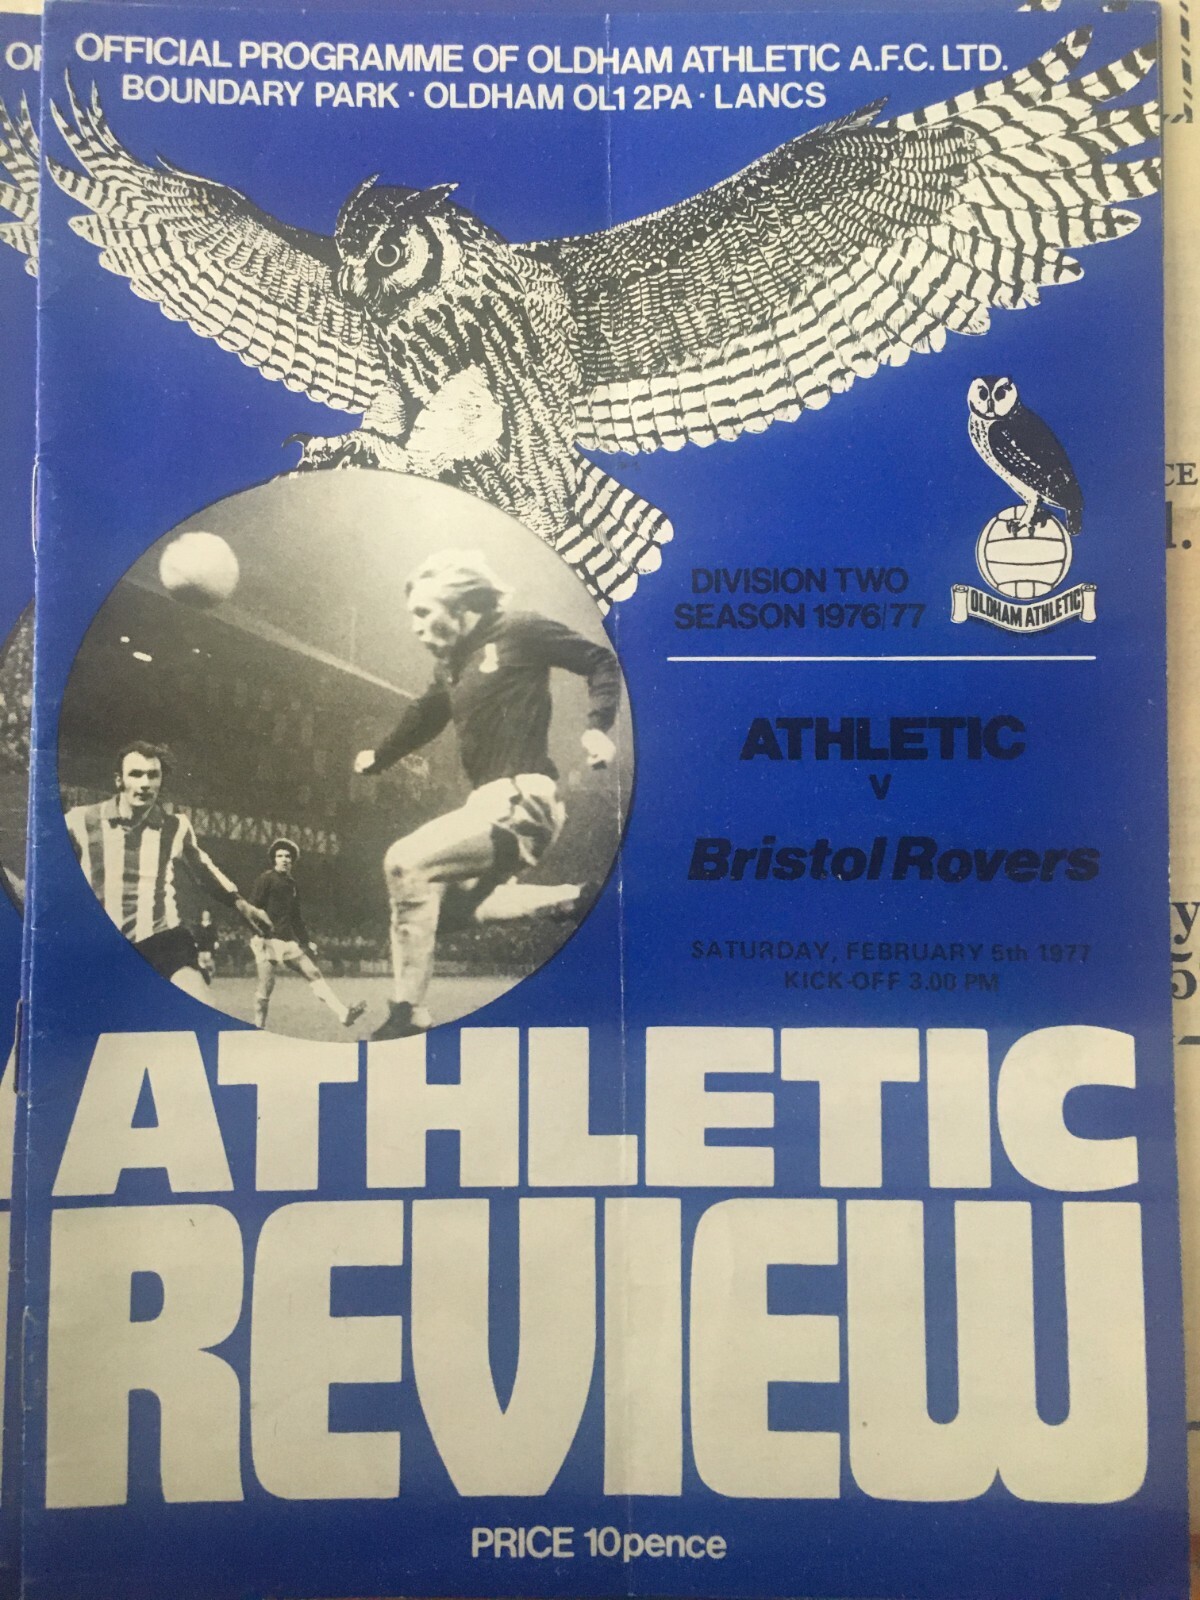 OFFICIAL PROGRAMME OF OLDHAM ATHLETIC A.F.C. LTD.
BOUNDARY PARK · OLDHAM OL1 2PA · LANCS
DIVISION TWO
SEASON 1976/77
OLDHAM ATHLETIC
ATHLETIC
v
Bristol Rovers
SATURDAY, FEBRUARY 5th 1977
KICK-OFF 3.00 PM
ATHLETIC
REVIEW
PRICE 10pence